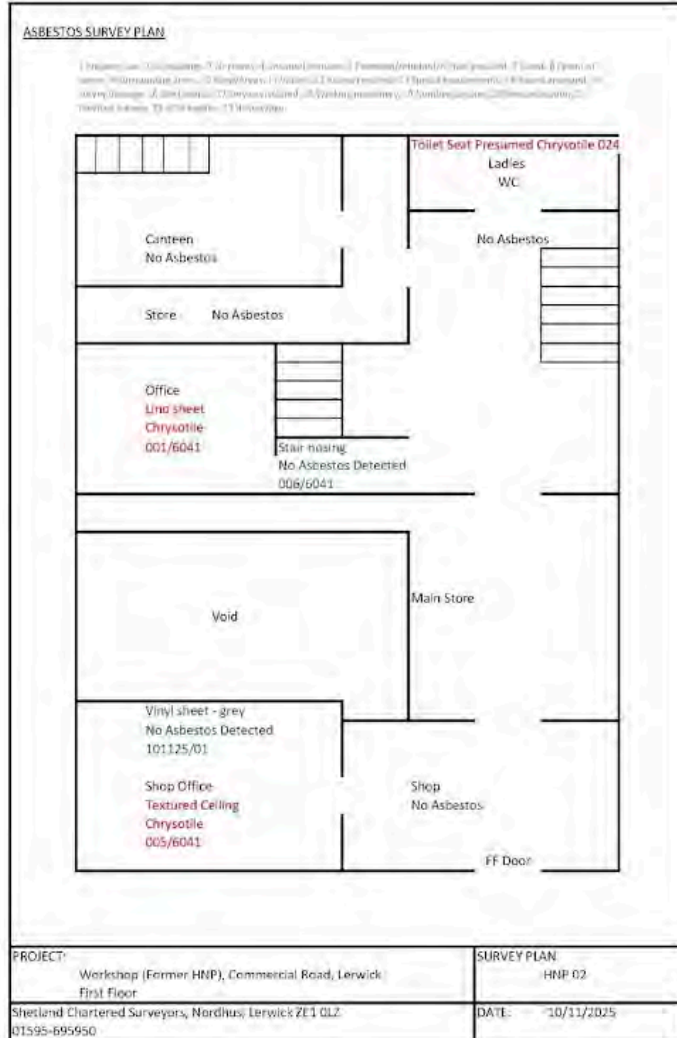 ASBESTOS SURVEY PLAN
Toilet Seat Presumed Chrysotile 024
Ladies
WC
Canteen
No Asbestos
No Asbestos
Store No Asbestos
Office
Lino sheet
Chrysotile
001/6041
Stair nosing
No Asbestos Detected
006/6041
Main Store
Void
Vinyl sheet - grey
No Asbestos Detected
101125/01
Shop Office
Textured Ceiling
Chrysotile
005/6041
Shop
No Asbestos
FF Door
PROJECT:
Workshop (Former HNP), Commercial Road, Lerwick
First Floor
SURVEY PLAN
HNP 02
Shetland Chartered Surveyors, Nordhus, Lerwick ZE1 0LZ
01595-695950
DATE: 10/11/2025